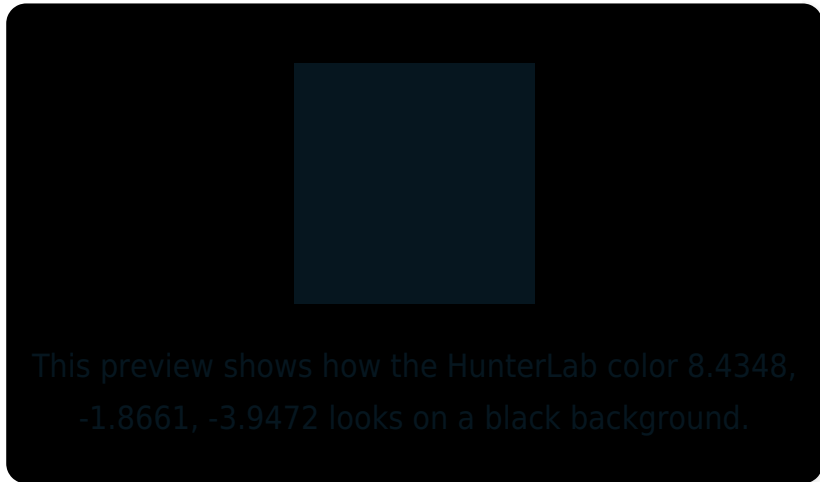 This preview shows how the HunterLab color 8.4348,
-1.8661, -3.9472 looks on a black background.